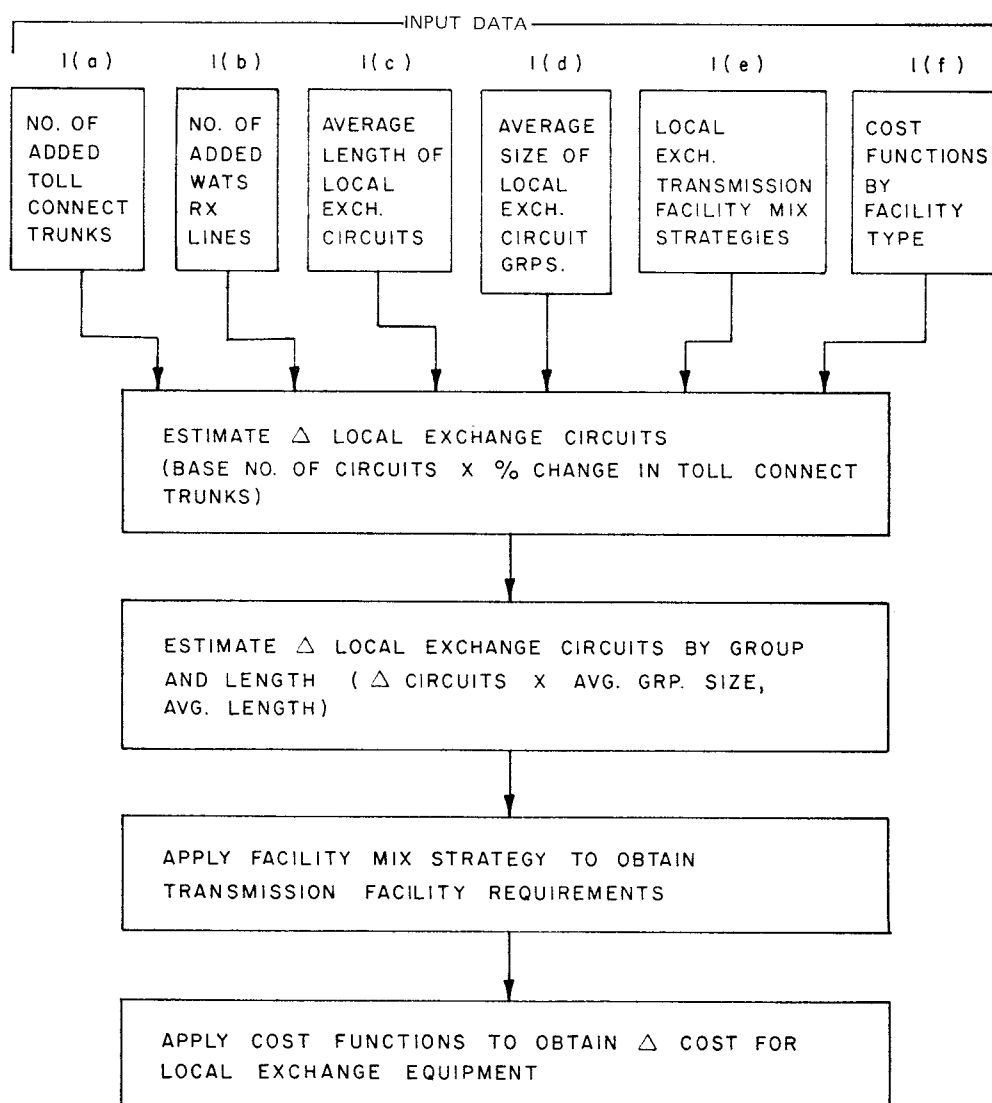 INPUT DATA
I(a)
I(b)
I(c)
I(d)
I(e)
I(f)
NO. OF
ADDED
TOLL
CONNECT
TRUNKS
NO. OF
ADDED
WATS
RX
LINES
AVERAGE
LENGTH OF
LOCAL
EXCH.
CIRCUITS
AVERAGE
SIZE OF
LOCAL
EXCH.
CIRCUIT
GRPS.
LOCAL
EXCH.
TRANSMISSION
FACILITY MIX
STRATEGIES
COST
FUNCTIONS
BY
FACILITY
TYPE
ESTIMATE △ LOCAL EXCHANGE CIRCUITS
(BASE NO. OF CIRCUITS X % CHANGE IN TOLL CONNECT
TRUNKS)
ESTIMATE △ LOCAL EXCHANGE CIRCUITS BY GROUP
AND LENGTH (△ CIRCUITS X AVG. GRP. SIZE,
AVG. LENGTH)
APPLY FACILITY MIX STRATEGY TO OBTAIN
TRANSMISSION FACILITY REQUIREMENTS
APPLY COST FUNCTIONS TO OBTAIN △ COST FOR
LOCAL EXCHANGE EQUIPMENT